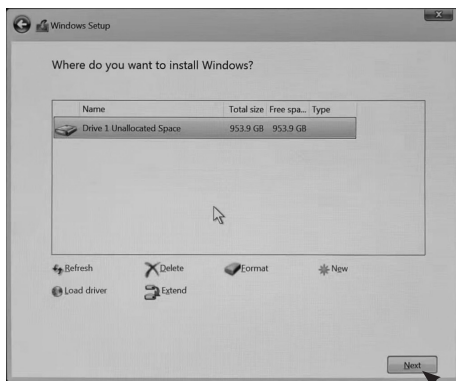 Windows Setup
Where do you want to install Windows?
Name Total size Free spa... Type
Drive 1 Unallocated Space 953.9 GB 953.9 GB
Refresh Delete Format New
Load driver Extend
Next